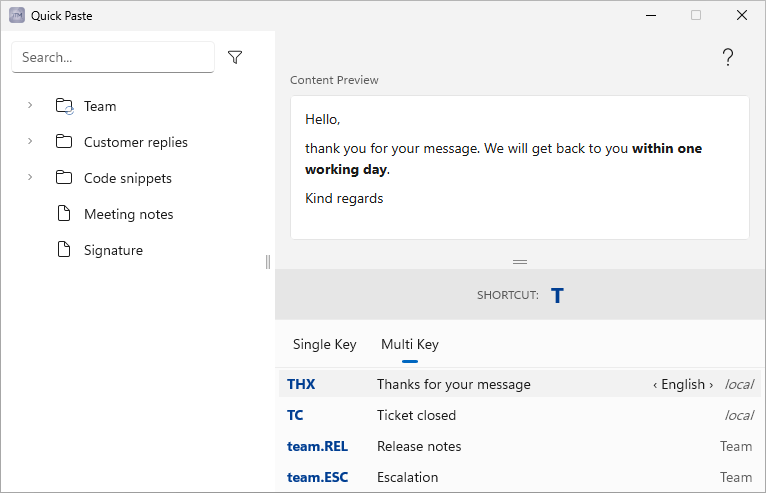 Quick Paste
Search...
Team
Customer replies
Code snippets
Meeting notes
Signature
?
Content Preview
Hello,
thank you for your message. We will get back to you within one
working day.
Kind regards
SHORTCUT: T
Single Key Multi Key
THX Thanks for your message ‹ English › local
TC Ticket closed local
team.REL Release notes Team
team.ESC Escalation Team